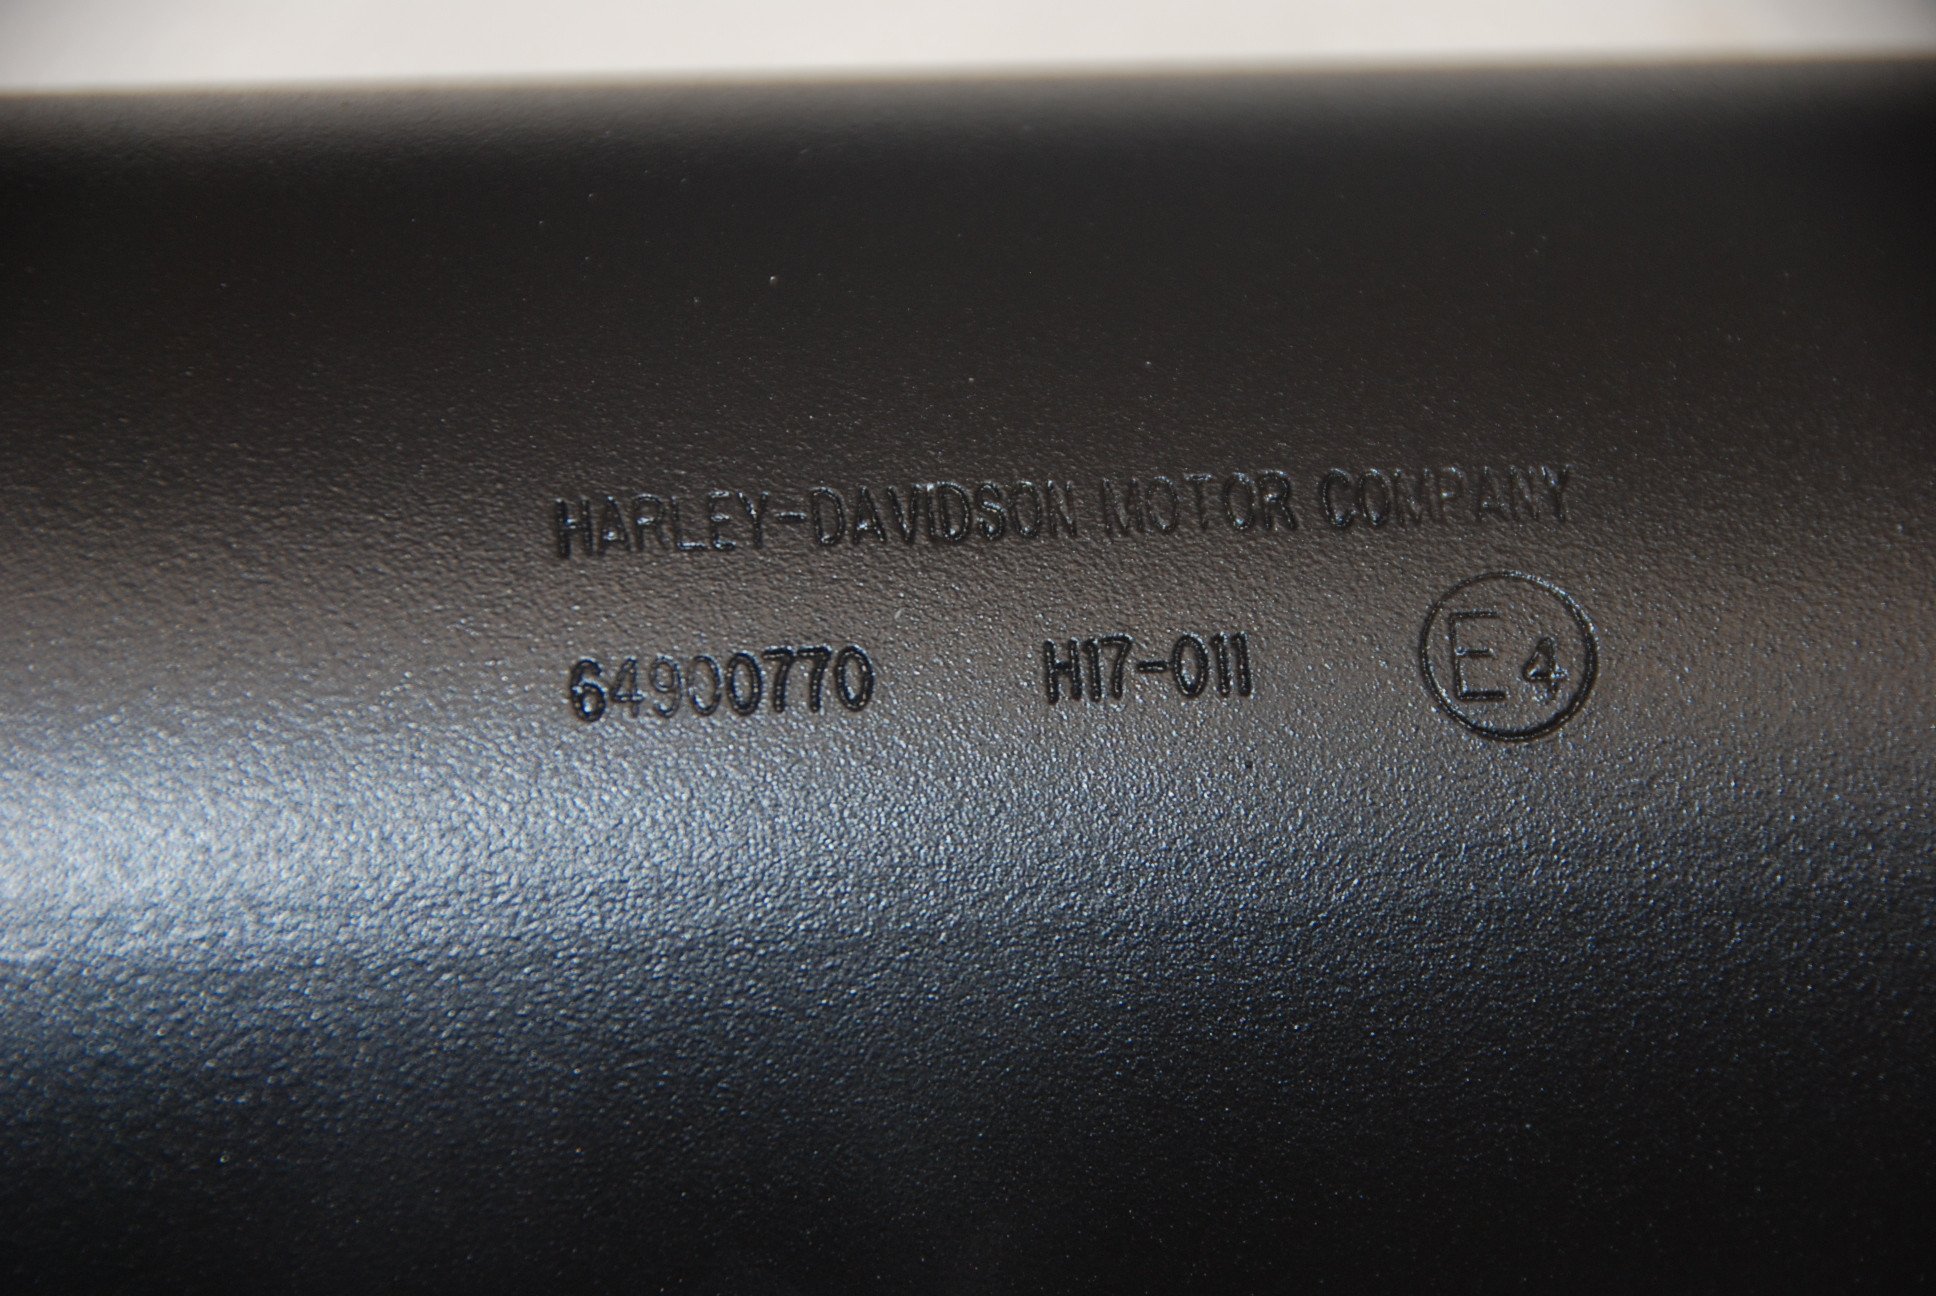 HARLEY-DAVIDSON MOTOR COMPANY
64900770 H17-011 E4